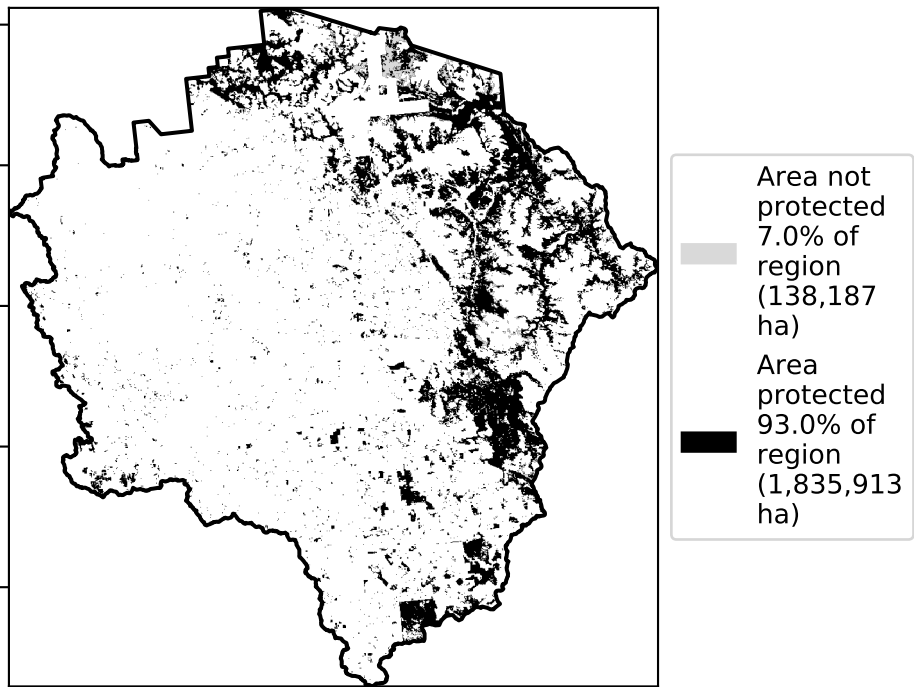 Area not
protected
7.0% of
region
(138,187
ha)
Area
protected
93.0% of
region
(1,835,913
ha)